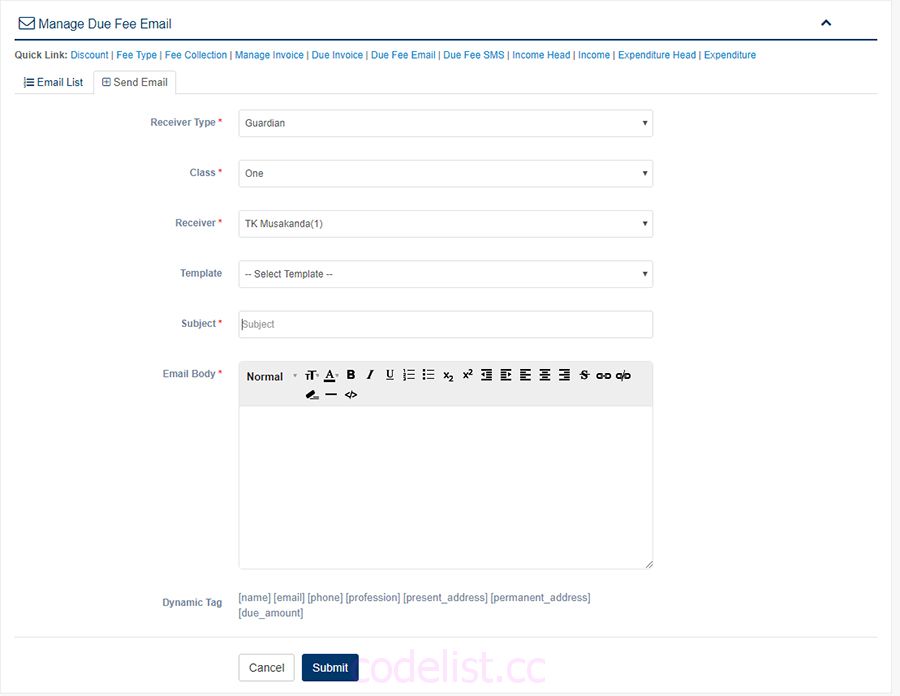 Manage Due Fee Email
Quick Link: Discount | Fee Type | Fee Collection | Manage Invoice | Due Invoice | Due Fee Email | Due Fee SMS | Income Head | Income | Expenditure Head | Expenditure
Email List Send Email
Receiver Type * Guardian
Class * One
Receiver * TK Musakanda(1)
Template -- Select Template --
Subject * Subject
Email Body * Normal
Dynamic Tag [name] [email] [phone] [profession] [present_address] [permanent_address]
[due_amount]
Cancel Submit codelist.cc